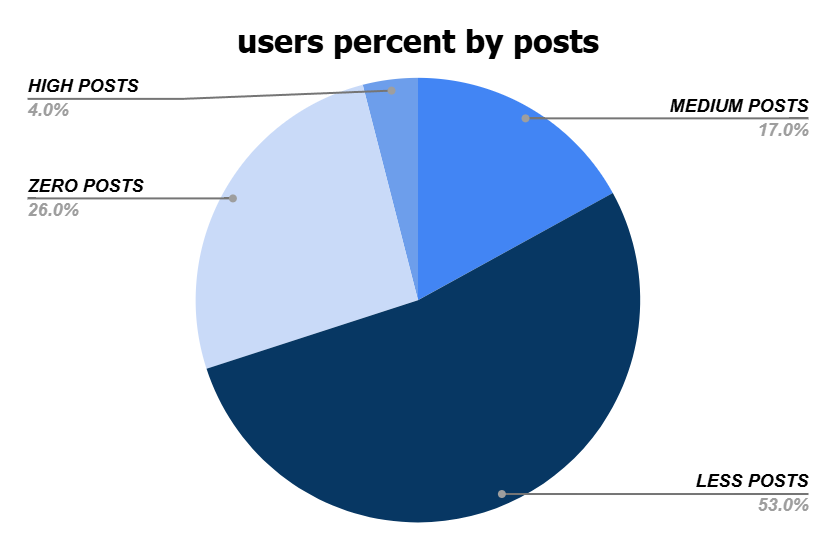 users percent by posts
HIGH POSTS
4.0%
MEDIUM POSTS
17.0%
ZERO POSTS
26.0%
LESS POSTS
53.0%